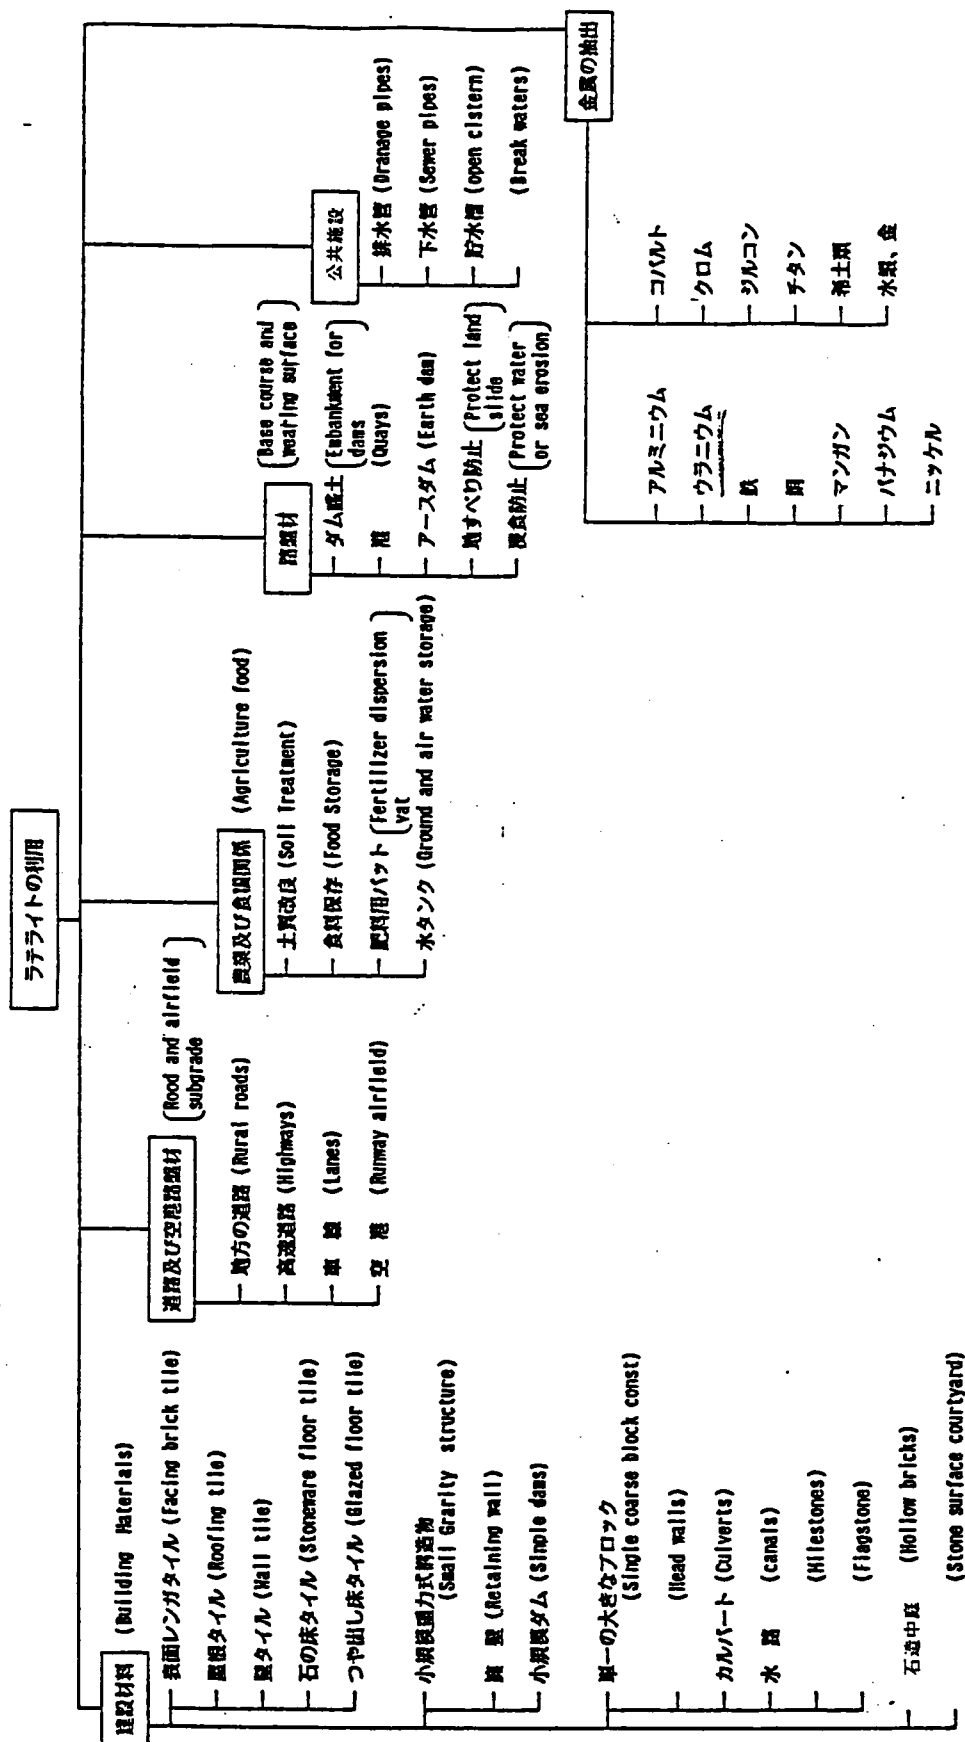 ラテライトの利用
建設材料 (Building Materials)
表面レンガタイル (Facing brick tile)
屋根タイル (Roofing tile)
壁タイル (Wall tile)
石の床タイル (Stoneware floor tile)
つや出し床タイル (Glazed floor tile)
小規模重力式構造物
(Small Grarity structure)
擁 壁 (Retaining wall)
小規模ダム (Simple dams)
単一の大きなブロック
(Single coarse block const)
(Head walls)
カルバート (Culverts)
水 路 (canals)
(Milestones)
(Flagstone)
(Hollow bricks)
石造中庭
(Stone surface courtyard)
道路及び空港路盤材 (Rood and airfield
subgrade)
地方の道路 (Rural roads)
高速道路 (Highways)
車 線 (Lanes)
空 港 (Runway airfield)
農業及び食糧関係 (Agriculture food)
土質改良 (Soil Treatment)
食料保存 (Food Storage)
肥料用バット (Fertilizer dispersion
vat)
水タンク (Ground and air water storage)
路盤材 (Base course and
wearing surface)
ダム盛土 (Embankment for
dams)
港 (Quays)
アースダム (Earth dam)
地すべり防止 (Protect land
slide)
浸食防止 (Protect water
or sea erosion)
公共施設
排水管 (Dranage pipes)
下水管 (Sewer pipes)
貯水槽 (open cistern)
(Break waters)
金属の抽出
アルミニウム
ウラニウム
鉄
銅
マンガン
バナジウム
ニッケル
コバルト
クロム
ジルコン
チタン
稀土類
水銀、金